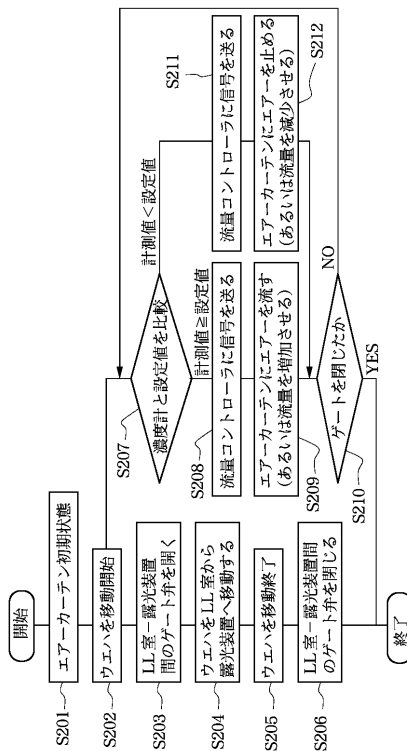 開始
S201
エアーカーテン初期状態
S202
ウエハを移動開始
S203
LL室－露光装置
間のゲート弁を開く
S204
ウエハをLL室から
露光装置へ移動する
S205
ウエハを移動終了
S206
LL室－露光装置間
のゲート弁を閉じる
終了
S207
濃度計と設定値を比較
計測値≧設定値
計測値＜設定値
S208
流量コントローラに信号を送る
S209
エアーカーテンにエアーを流す
(あるいは流量を増加させる)
S210
ゲートを閉じたか
YES
NO
S211
流量コントローラに信号を送る
S212
エアーカーテンにエアーを止める
(あるいは流量を減少させる)